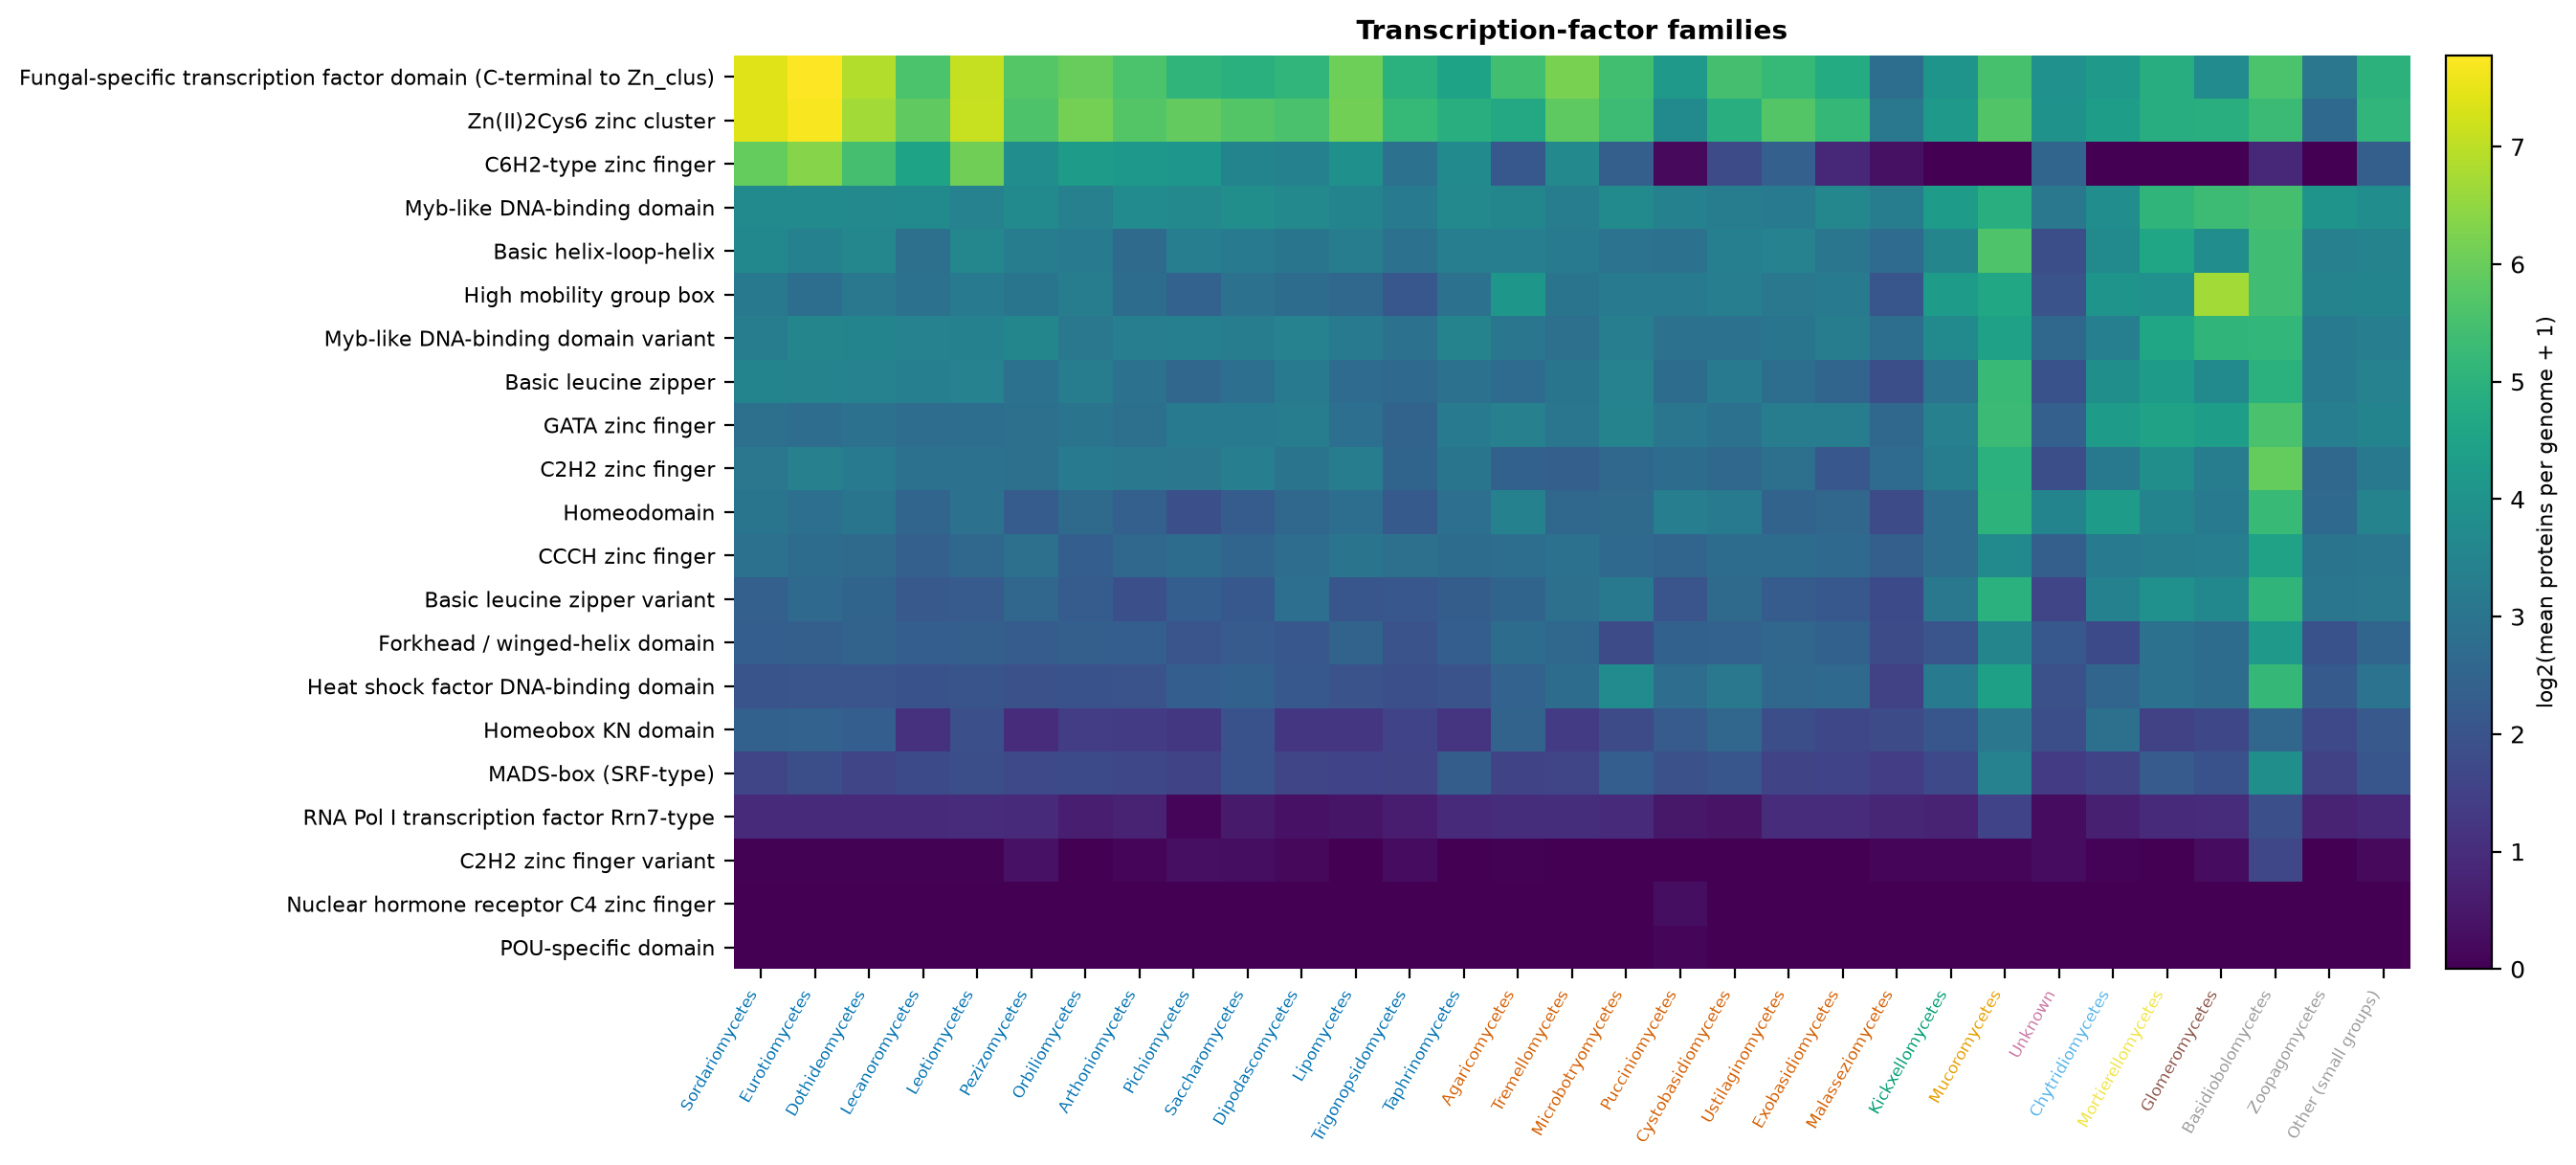 Transcription-factor families
Fungal-specific transcription factor domain (C-terminal to Zn_clus)
Zn(II)2Cys6 zinc cluster
C6H2-type zinc finger
Myb-like DNA-binding domain
Basic helix-loop-helix
High mobility group box
Myb-like DNA-binding domain variant
Basic leucine zipper
GATA zinc finger
C2H2 zinc finger
Homeodomain
CCCH zinc finger
Basic leucine zipper variant
Forkhead / winged-helix domain
Heat shock factor DNA-binding domain
Homeobox KN domain
MADS-box (SRF-type)
RNA Pol I transcription factor Rrn7-type
C2H2 zinc finger variant
Nuclear hormone receptor C4 zinc finger
POU-specific domain
Sordariomycetes
Eurotiomycetes
Dothideomycetes
Lecanoromycetes
Leotiomycetes
Pezizomycetes
Orbiliomycetes
Arthoniomycetes
Pichiomycetes
Saccharomycetes
Dipodascomycetes
Lipomycetes
Trigonopsidomycetes
Taphrinomycetes
Agaricomycetes
Tremellomycetes
Microbotryomycetes
Pucciniomycetes
Cystobasidiomycetes
Ustilaginomycetes
Exobasidiomycetes
Malasseziomycetes
Kickxellomycetes
Mucoromycetes
Unknown
Chytridiomycetes
Mortierellomycetes
Glomeromycetes
Basidiobolomycetes
Zoopagomycetes
Other (small groups)
7
6
5
4
3
2
1
0
log2(mean proteins per genome + 1)